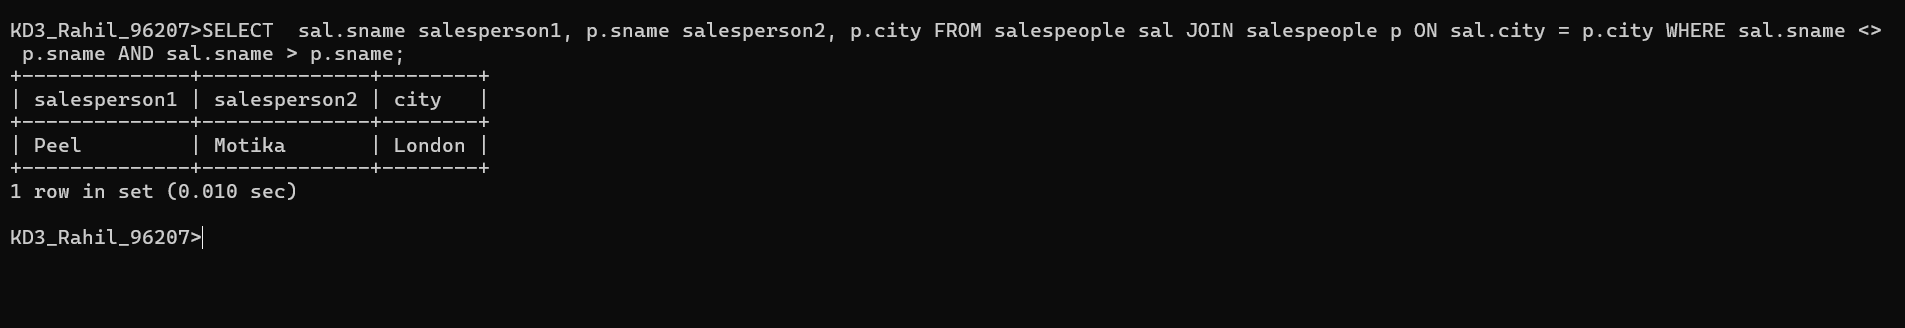 KD3_Rahil_96207>SELECT  sal.sname salesperson1, p.sname salesperson2, p.city FROM salespeople sal JOIN salespeople p ON sal.city = p.city WHERE sal.sname <>
 p.sname AND sal.sname > p.sname;
+--------------+--------------+--------+
| salesperson1 | salesperson2 | city   |
+--------------+--------------+--------+
| Peel         | Motika       | London |
+--------------+--------------+--------+
1 row in set (0.010 sec)
KD3_Rahil_96207>